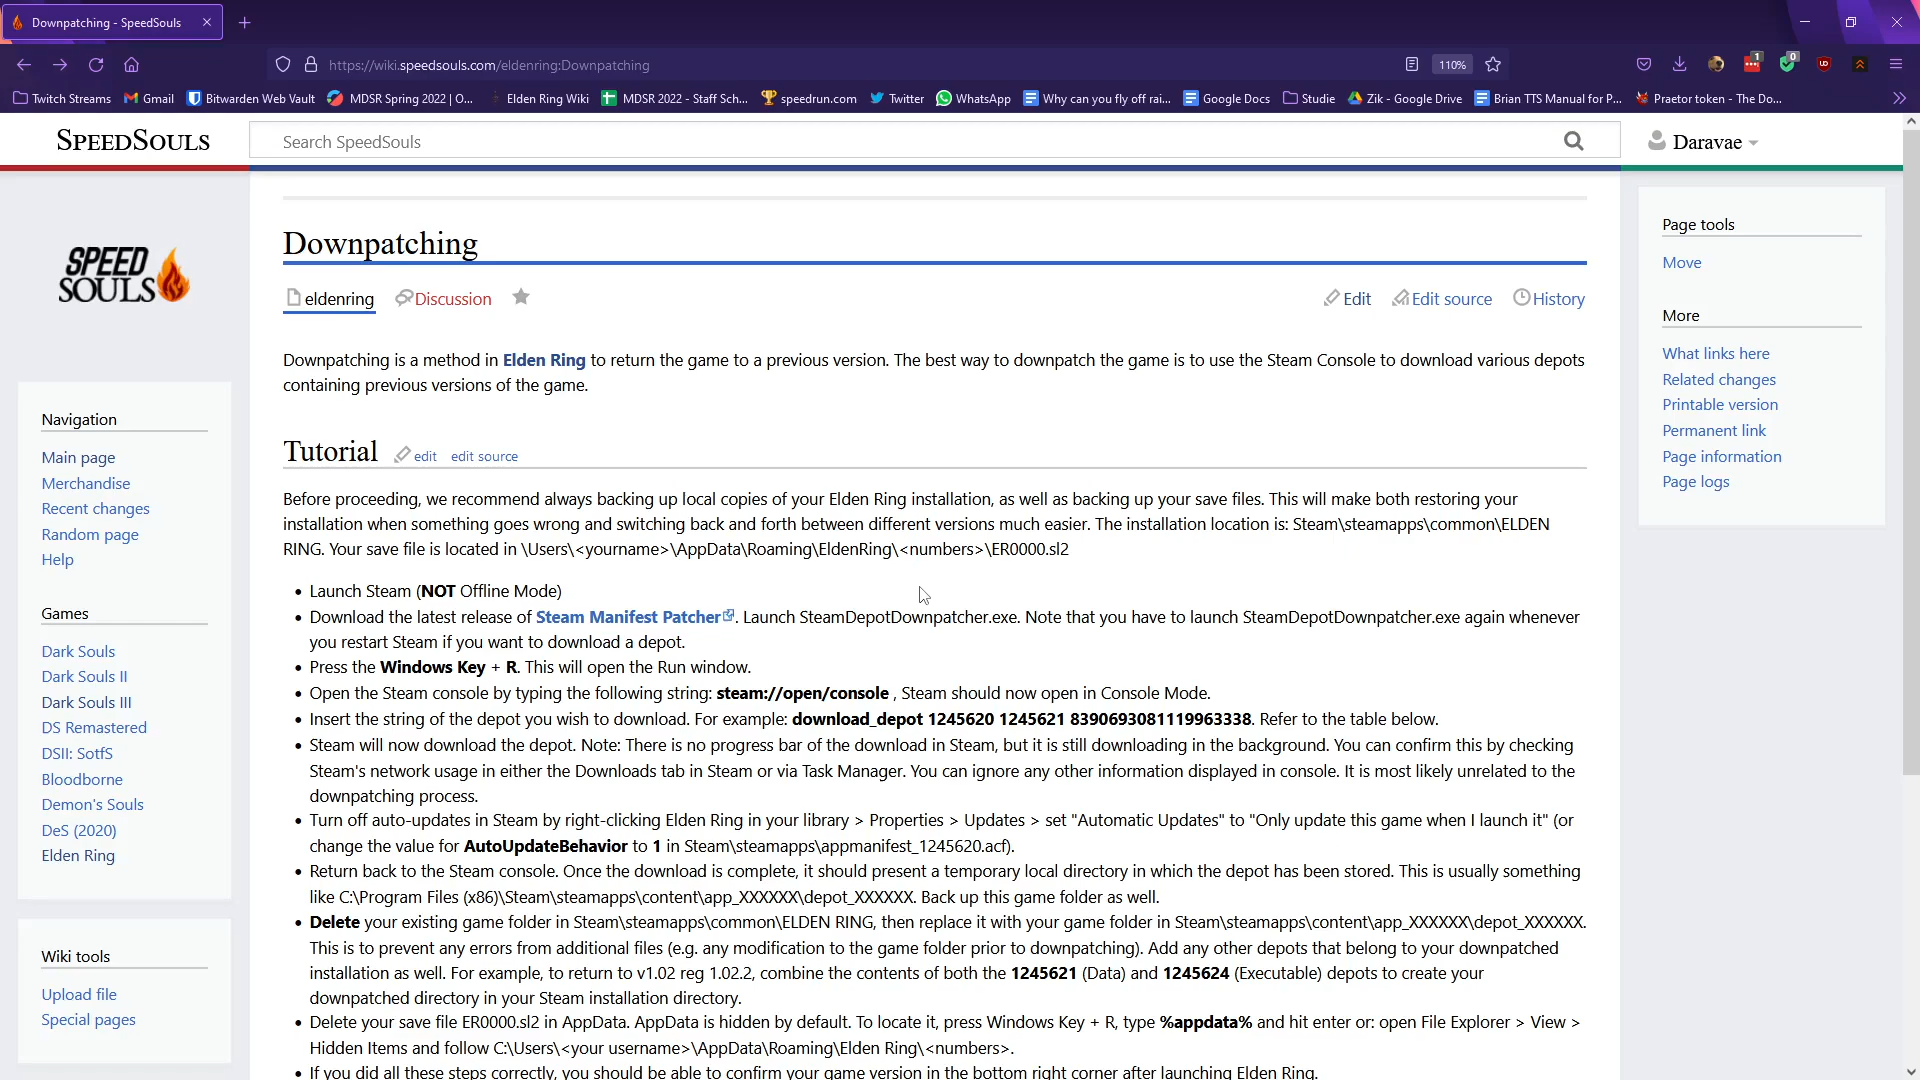 Downpatching - SpeedSouls
https://wiki.speedsouls.com/eldenring:Downpatching
110%
1
0
Twitch Streams
Gmail
Bitwarden Web Vault
MDSR Spring 2022 | O...
Elden Ring Wiki
MDSR 2022 - Staff Sch...
speedrun.com
Twitter
WhatsApp
Why can you fly off rai...
Google Docs
Studie
Zik - Google Drive
Brian TTS Manual for P...
Praetor token - The Do...
SPEEDSOULS
Search SpeedSouls
Daravae
SPEED
SOULS
Navigation
Main page
Merchandise
Recent changes
Random page
Help
Games
Dark Souls
Dark Souls II
Dark Souls III
DS Remastered
DSII: SotfS
Bloodborne
Demon's Souls
DeS (2020)
Elden Ring
Wiki tools
Upload file
Special pages
Downpatching
eldenring
Discussion
Edit
Edit source
History
Downpatching is a method in Elden Ring to return the game to a previous version. The best way to downpatch the game is to use the Steam Console to download various depots
containing previous versions of the game.
Tutorial
edit
edit source
Before proceeding, we recommend always backing up local copies of your Elden Ring installation, as well as backing up your save files. This will make both restoring your
installation when something goes wrong and switching back and forth between different versions much easier. The installation location is: Steam\steamapps\common\ELDEN
RING. Your save file is located in \Users\<yourname>\AppData\Roaming\EldenRing\<numbers>\ER0000.sl2
• Launch Steam (NOT Offline Mode)
• Download the latest release of Steam Manifest Patcher. Launch SteamDepotDownpatcher.exe. Note that you have to launch SteamDepotDownpatcher.exe again whenever
you restart Steam if you want to download a depot.
• Press the Windows Key + R. This will open the Run window.
• Open the Steam console by typing the following string: steam://open/console , Steam should now open in Console Mode.
• Insert the string of the depot you wish to download. For example: download_depot 1245620 1245621 8390693081119963338. Refer to the table below.
• Steam will now download the depot. Note: There is no progress bar of the download in Steam, but it is still downloading in the background. You can confirm this by checking
Steam's network usage in either the Downloads tab in Steam or via Task Manager. You can ignore any other information displayed in console. It is most likely unrelated to the
downpatching process.
• Turn off auto-updates in Steam by right-clicking Elden Ring in your library > Properties > Updates > set "Automatic Updates" to "Only update this game when I launch it" (or
change the value for AutoUpdateBehavior to 1 in Steam\steamapps\appmanifest_1245620.acf).
• Return back to the Steam console. Once the download is complete, it should present a temporary local directory in which the depot has been stored. This is usually something
like C:\Program Files (x86)\Steam\steamapps\content\app_XXXXXX\depot_XXXXXX. Back up this game folder as well.
• Delete your existing game folder in Steam\steamapps\common\ELDEN RING, then replace it with your game folder in Steam\steamapps\content\app_XXXXXX\depot_XXXXXX.
This is to prevent any errors from additional files (e.g. any modification to the game folder prior to downpatching). Add any other depots that belong to your downpatched
installation as well. For example, to return to v1.02 reg 1.02.2, combine the contents of both the 1245621 (Data) and 1245624 (Executable) depots to create your
downpatched directory in your Steam installation directory.
• Delete your save file ER0000.sl2 in AppData. AppData is hidden by default. To locate it, press Windows Key + R, type %appdata% and hit enter or: open File Explorer > View >
Hidden Items and follow C:\Users\<your username>\AppData\Roaming\Elden Ring\<numbers>.
• If you did all these steps correctly, you should be able to confirm your game version in the bottom right corner after launching Elden Ring.
Page tools
Move
More
What links here
Related changes
Printable version
Permanent link
Page information
Page logs